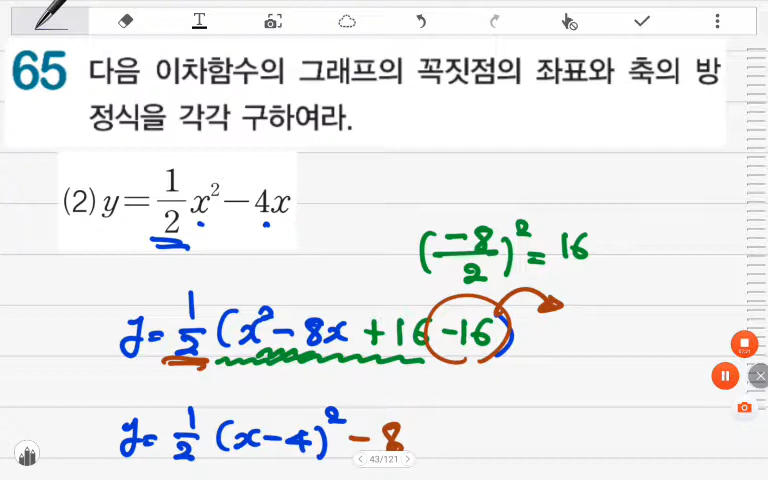 T
65 다음 이차함수의 그래프의 꼭짓점의 좌표와 축의 방
정식을 각각 구하여라.
(2) y=1/2x²-4x
(-8/2)²=16
y=1/2(x²-8x+16-16)
y=1/2(x-4)²-8
43/121